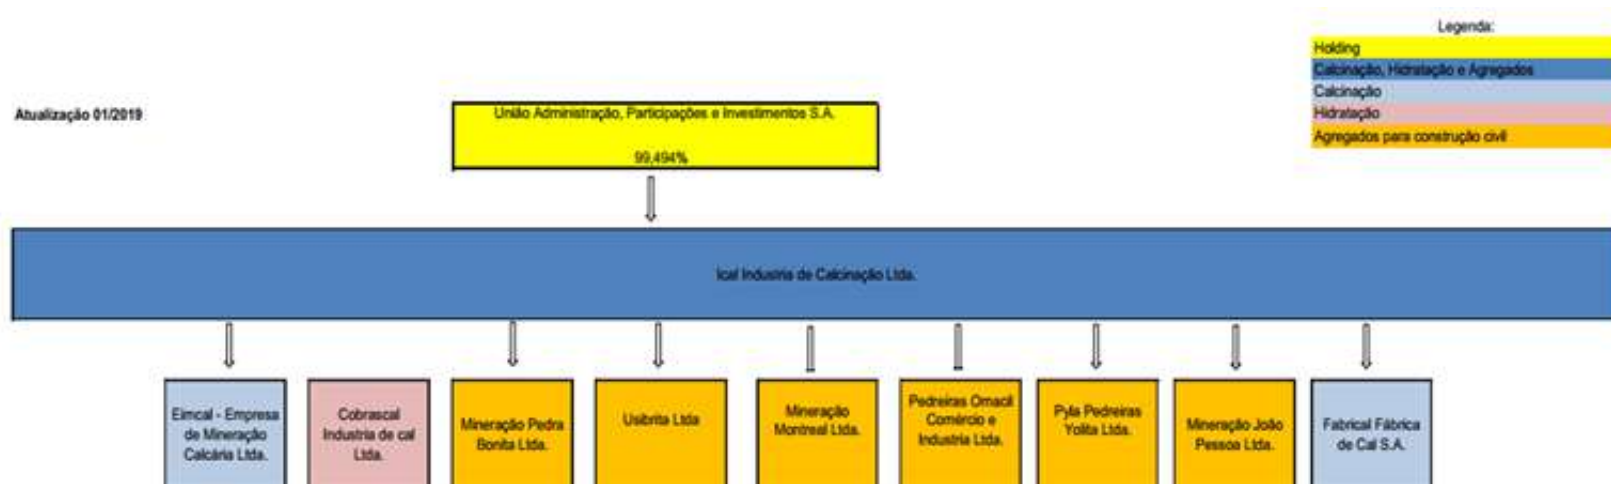 Legenda:
Holding
Calcinação, Hidratação e Agregados
Calcinação
Hidratação
Agregados para construção civil
Atualização 01/2019
União Administração, Participações e Investimentos S.A.
99,494%
Ical Industria de Calcinação Ltda.
Eimcal - Empresa
de Mineração
Calcária Ltda.
Cobrascal
Industria de cal
Ltda.
Mineração Pedra
Bonita Ltda.
Usibrita Ltda
Mineração
Montreal Ltda.
Pedreiras Omacil
Comércio e
Industria Ltda.
Pyla Pedreiras
Yolita Ltda.
Mineração João
Pessoa Ltda.
Fabrical Fábrica
de Cal S.A.